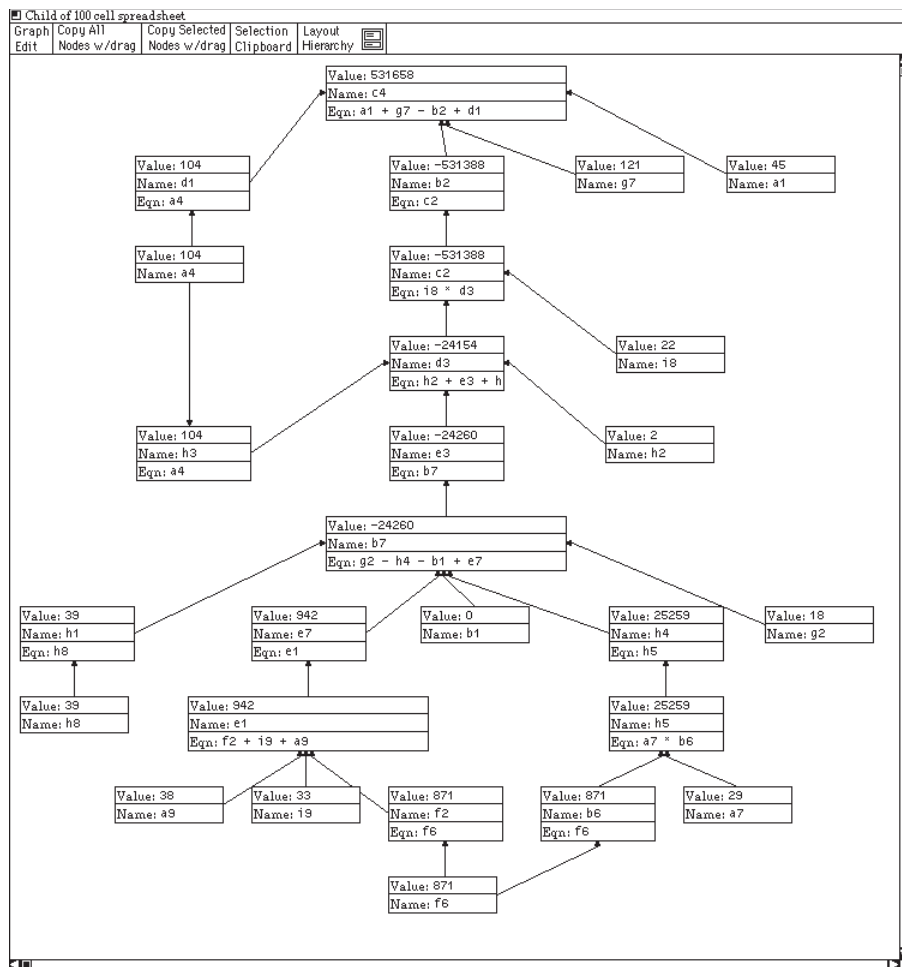 Child of 100 cell spreadsheet
Graph Edit
Copy All Nodes w/drag
Copy Selected Nodes w/drag
Selection Clipboard
Layout Hierarchy
Value: 531658
Name: c4
Eqn: a1 + g7 - b2 + d1
Value: 104
Name: d1
Eqn: a4
Value: -531388
Name: b2
Eqn: c2
Value: 121
Name: g7
Value: 45
Name: a1
Value: 104
Name: a4
Value: -531388
Name: c2
Eqn: i8 * d3
Value: -24154
Name: d3
Eqn: h2 + e3 + h
Value: 22
Name: i8
Value: 104
Name: h3
Eqn: a4
Value: -24260
Name: e3
Eqn: b7
Value: 2
Name: h2
Value: -24260
Name: b7
Eqn: g2 - h4 - b1 + e7
Value: 39
Name: h1
Eqn: h8
Value: 942
Name: e7
Eqn: e1
Value: 0
Name: b1
Value: 25259
Name: h4
Eqn: h5
Value: 18
Name: g2
Value: 39
Name: h8
Value: 942
Name: e1
Eqn: f2 + i9 + a9
Value: 25259
Name: h5
Eqn: a7 * b6
Value: 38
Name: a9
Value: 33
Name: i9
Value: 871
Name: f2
Eqn: f6
Value: 871
Name: b6
Eqn: f6
Value: 29
Name: a7
Value: 871
Name: f6